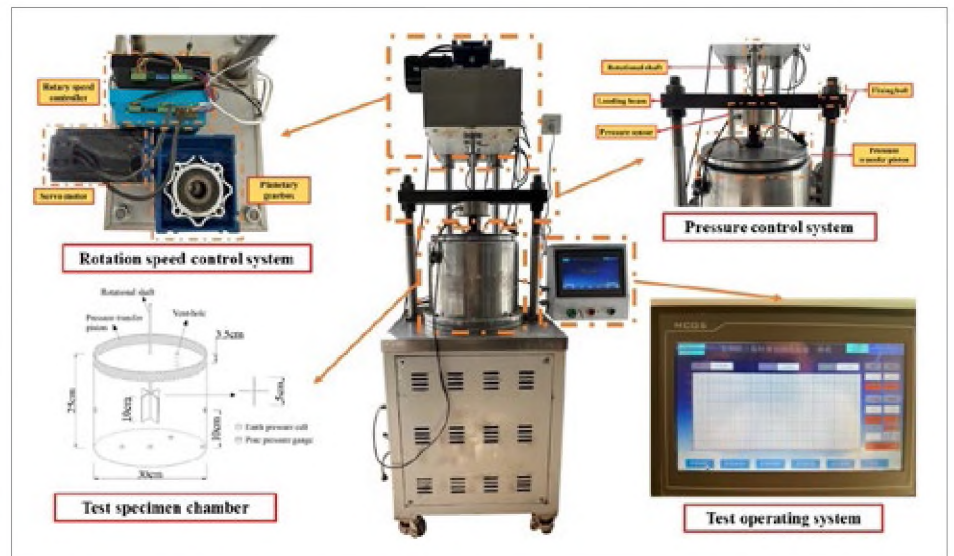 Rotary speed
controller
Servo motor
Planetary
gearbox
Rotation speed control system
Rotational shaft
Loading beam
Pressure sensor
Fixing bolt
Pressure
transfer piston
Pressure control system
Rotational shaft
Pressure transfer
piston
Vent hole
3.5cm
25cm
10cm
5cm
10cm
Earth pressure cell
Pore pressure gauge
30cm
Test specimen chamber
HCGS
Test operating system